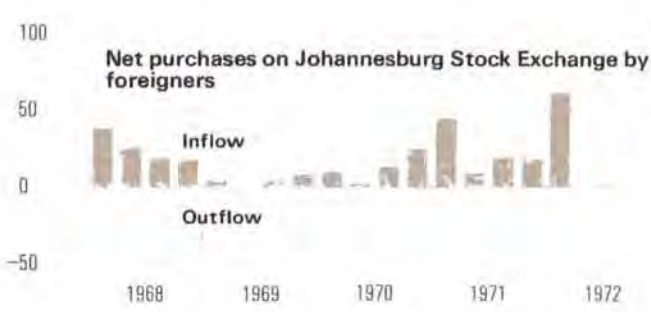 100
Net purchases on Johannesburg Stock Exchange by
foreigners
50
Inflow
0
Outflow
−50
1968 1969 1970 1971 1972